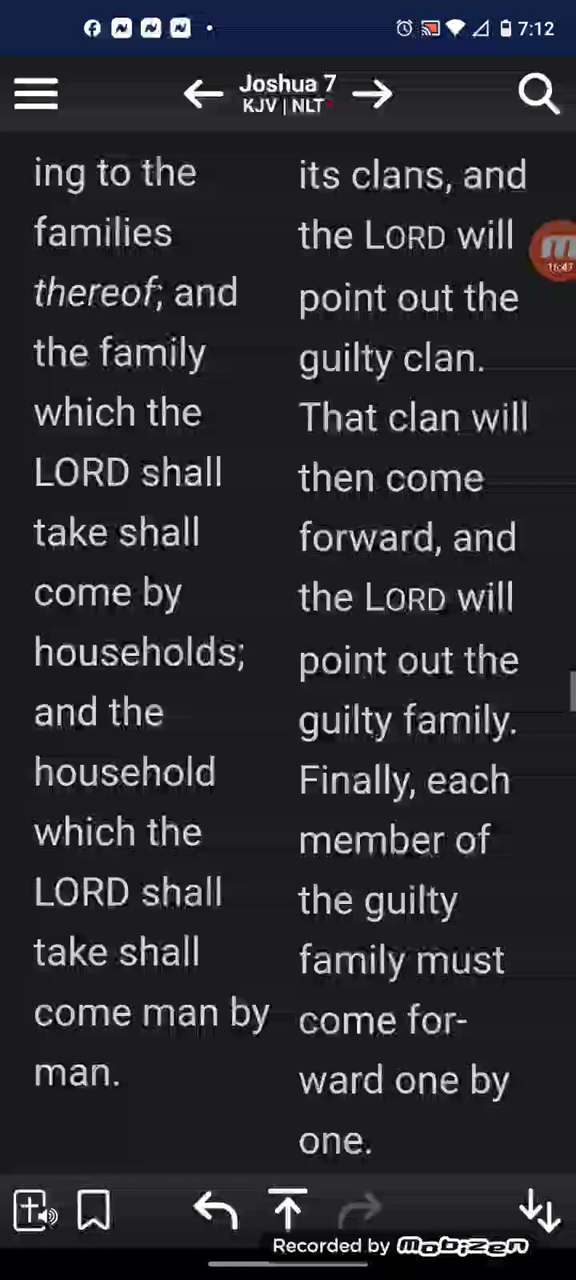 7:12
Joshua 7
KJV | NLT
ing to the
families
thereof; and
the family
which the
LORD shall
take shall
come by
households;
and the
household
which the
LORD shall
take shall
come man by
man.
its clans, and
the LORD will
point out the
guilty clan.
That clan will
then come
forward, and
the LORD will
point out the
guilty family.
Finally, each
member of
the guilty
family must
come for-
ward one by
one.
Recorded by mobizen